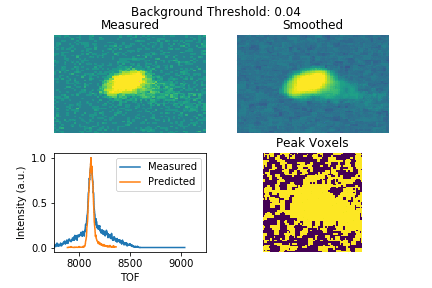 Background Threshold: 0.04
Measured
Smoothed
Peak Voxels
1.0
0.5
0.0
Intensity (a.u.)
Measured
Predicted
8000
8500
9000
TOF